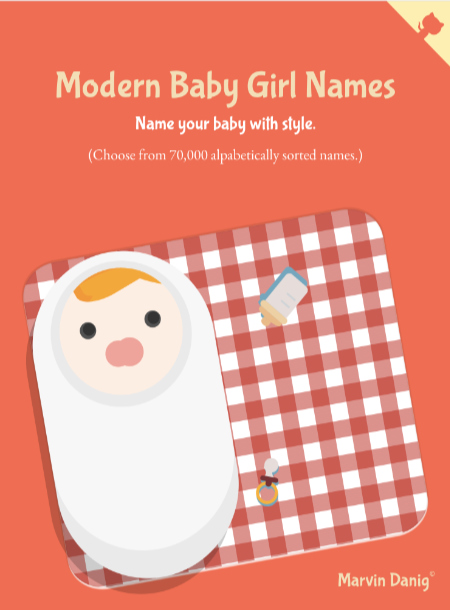 Modern Baby Girl Names
Name your baby with style.
(Choose from 70,000 alpabetically sorted names.)
Marvin Danig©